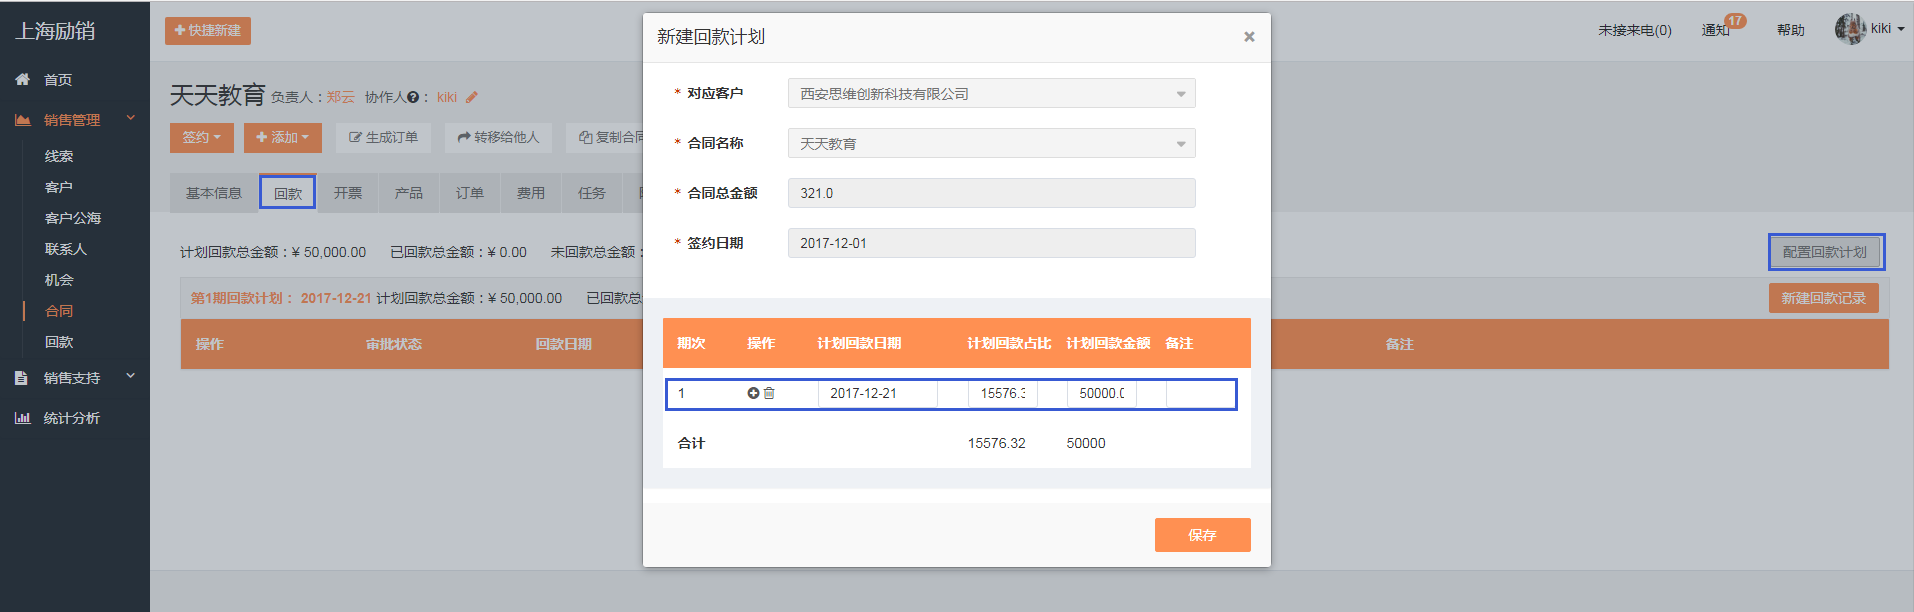 上海励销
快捷新建
未接来电(0) 通知 17 帮助 kiki
首页
销售管理
线索
客户
客户公海
联系人
机会
合同
回款
销售支持
统计分析
天天教育 负责人：郑云 协作人 ： kiki
签约 添加 生成订单 转移给他人 复制合同
基本信息 回款 开票 产品 订单 费用 任务
计划回款总金额：¥ 50,000.00 已回款总金额：¥ 0.00 未回款总金额：
配置回款计划
第1期回款计划： 2017-12-21 计划回款总金额：¥ 50,000.00 已回款总
新建回款记录
操作 审批状态 回款日期 备注
新建回款计划 ×
* 对应客户 西安思维创新科技有限公司
* 合同名称 天天教育
* 合同总金额 321.0
* 签约日期 2017-12-01
期次 操作 计划回款日期 计划回款占比 计划回款金额 备注
1 2017-12-21 15576.3 50000.0
合计 15576.32 50000
保存